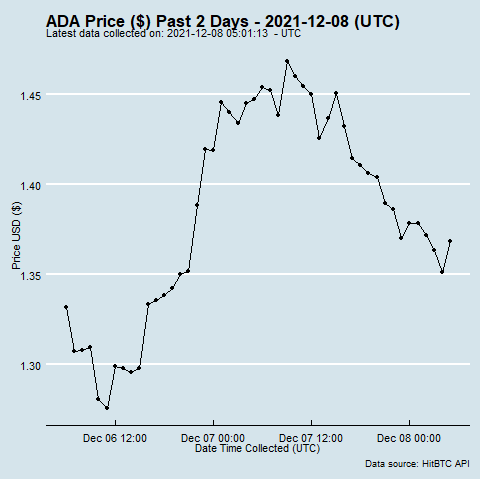 ADA Price ($) Past 2 Days - 2021-12-08 (UTC)
Latest data collected on: 2021-12-08 05:01:13 - UTC
1.45
1.40
1.35
1.30
Price USD ($)
Dec 06 12:00 Dec 07 00:00 Dec 07 12:00 Dec 08 00:00
Date Time Collected (UTC)
Data source: HitBTC API